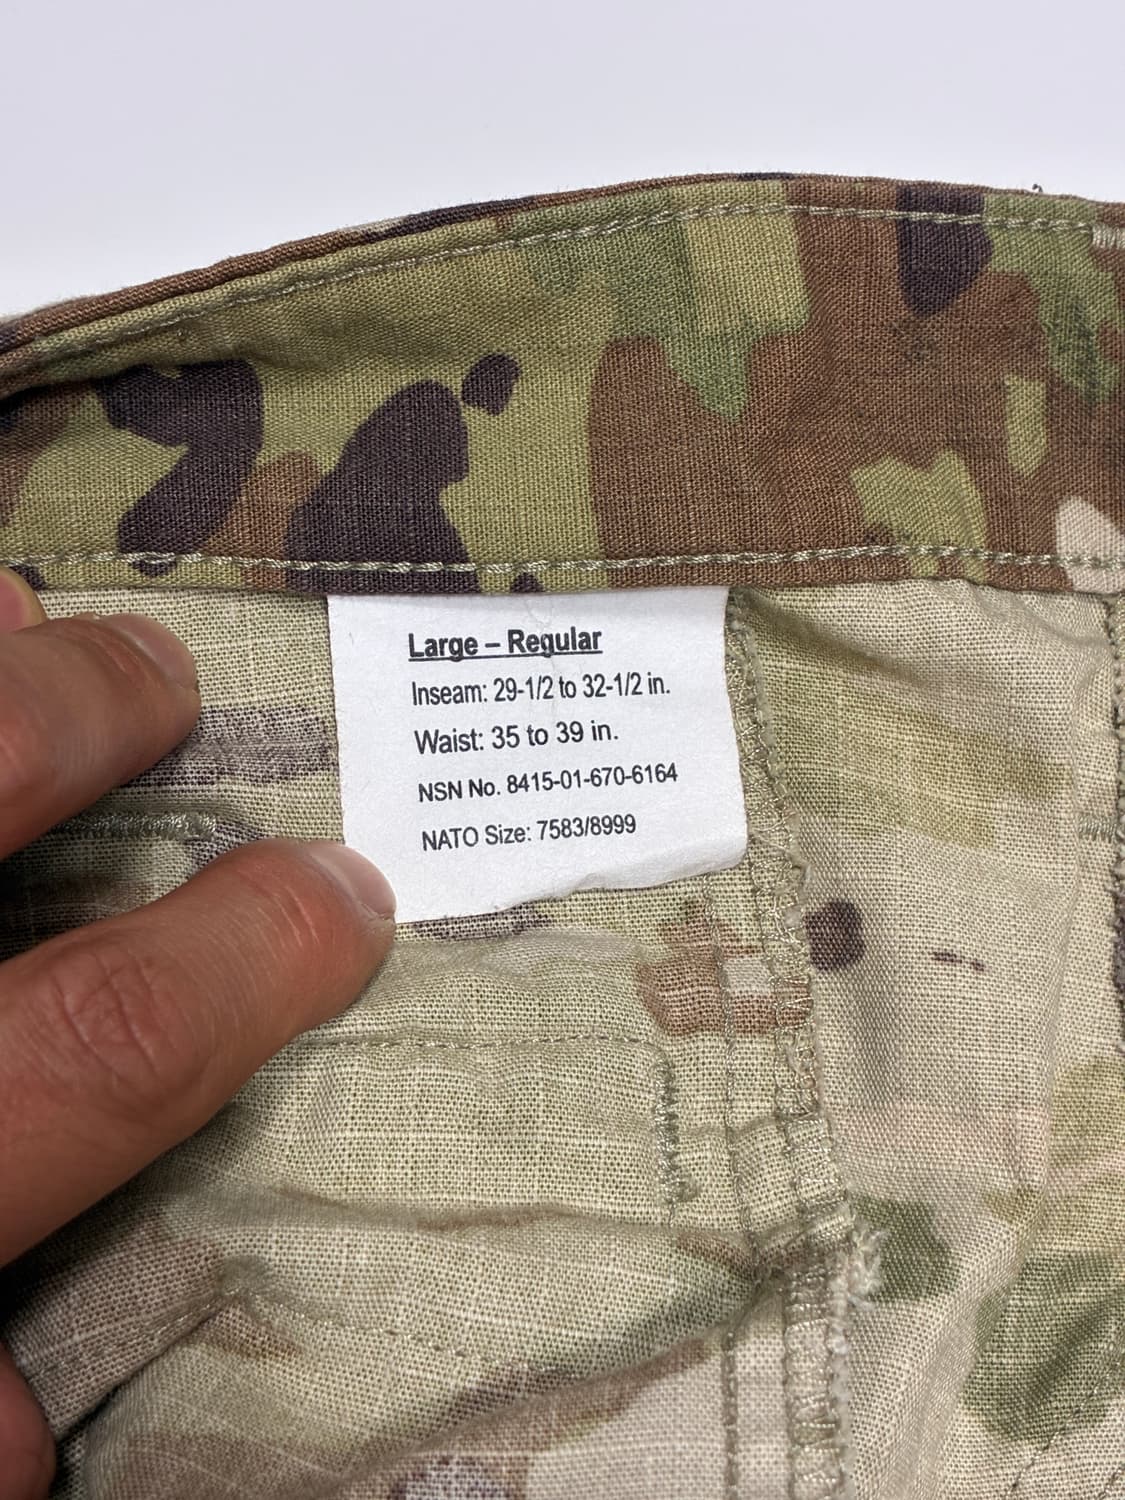 Large – Regular
Inseam: 29-1/2 to 32-1/2 in.
Waist: 35 to 39 in.
NSN No. 8415-01-670-6164
NATO Size: 7583/8999